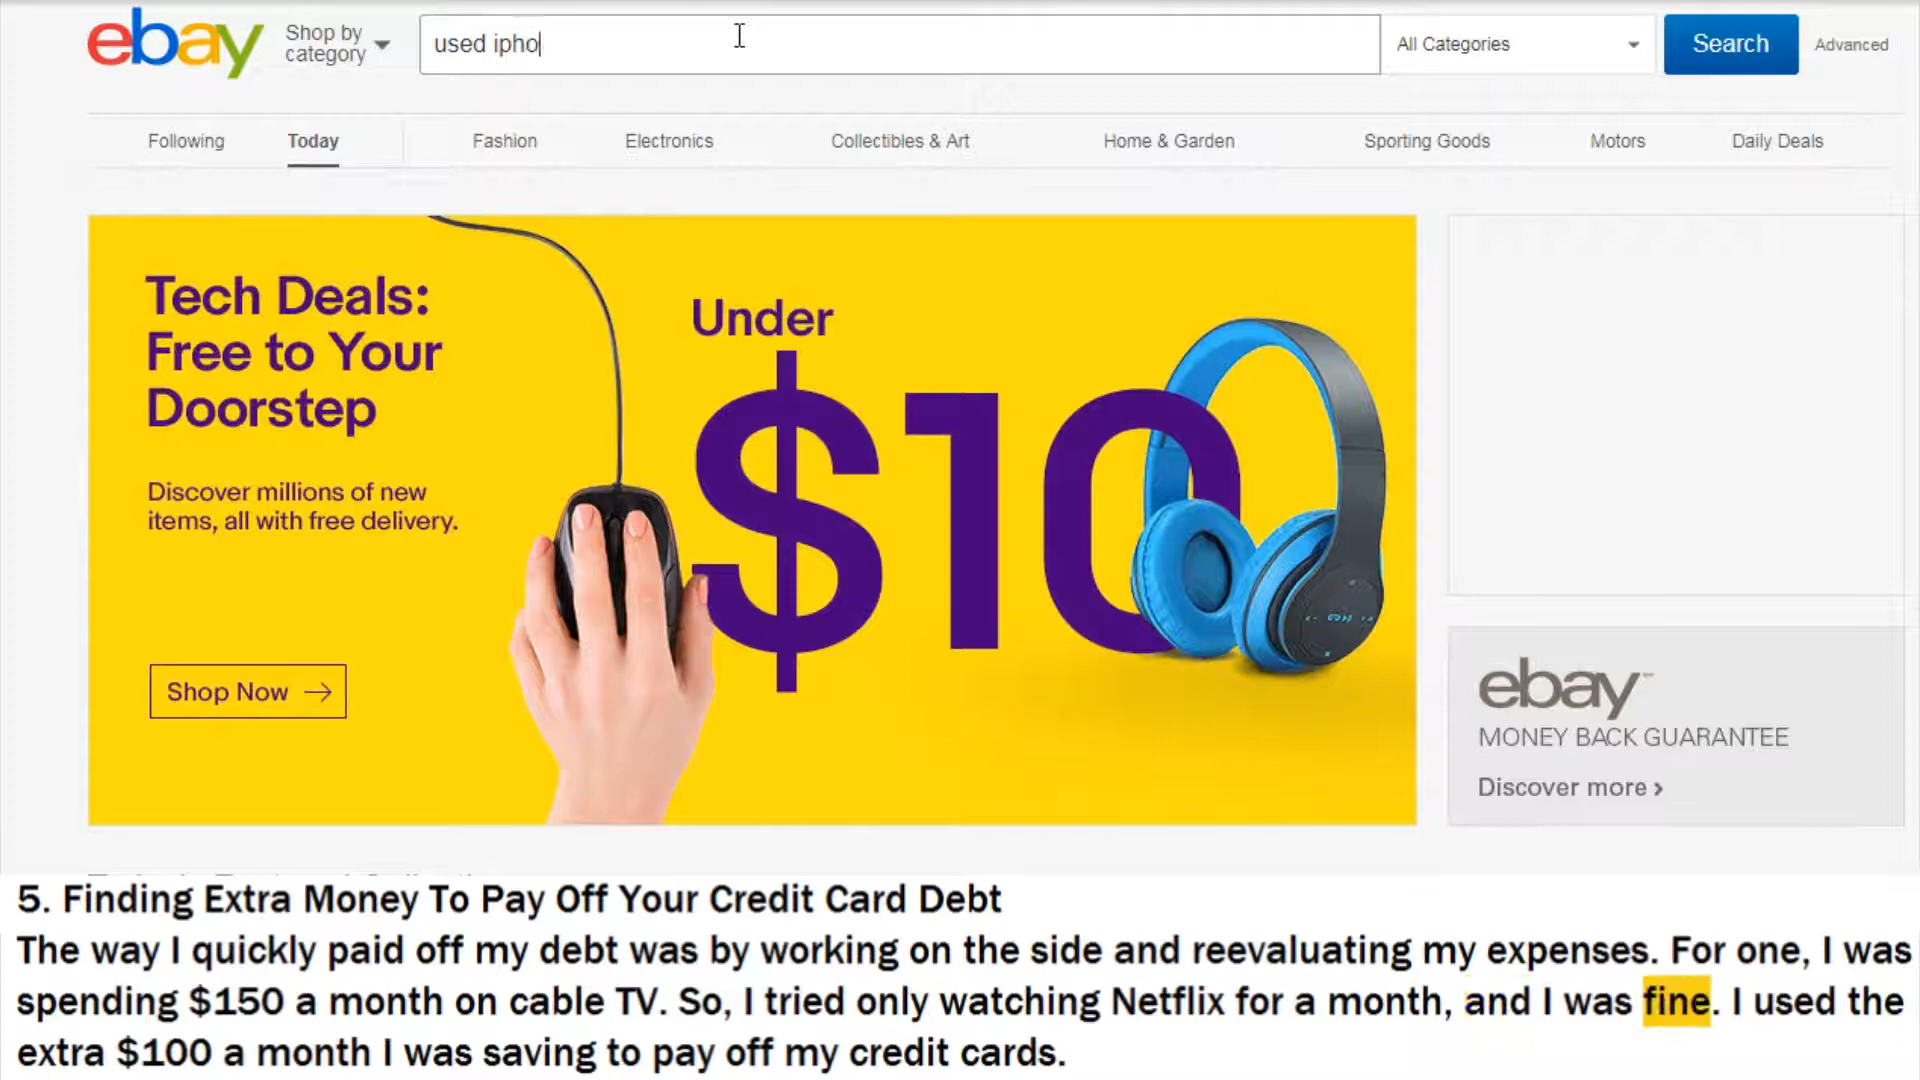 ebay
Shop by
category
used ipho
All Categories
Search
Advanced
Following
Today
Fashion
Electronics
Collectibles & Art
Home & Garden
Sporting Goods
Motors
Daily Deals
Tech Deals:
Free to Your
Doorstep
Discover millions of new
items, all with free delivery.
Shop Now
Under
$10
ebay™
MONEY BACK GUARANTEE
Discover more
5. Finding Extra Money To Pay Off Your Credit Card Debt
The way I quickly paid off my debt was by working on the side and reevaluating my expenses. For one, I was
spending $150 a month on cable TV. So, I tried only watching Netflix for a month, and I was fine. I used the
extra $100 a month I was saving to pay off my credit cards.